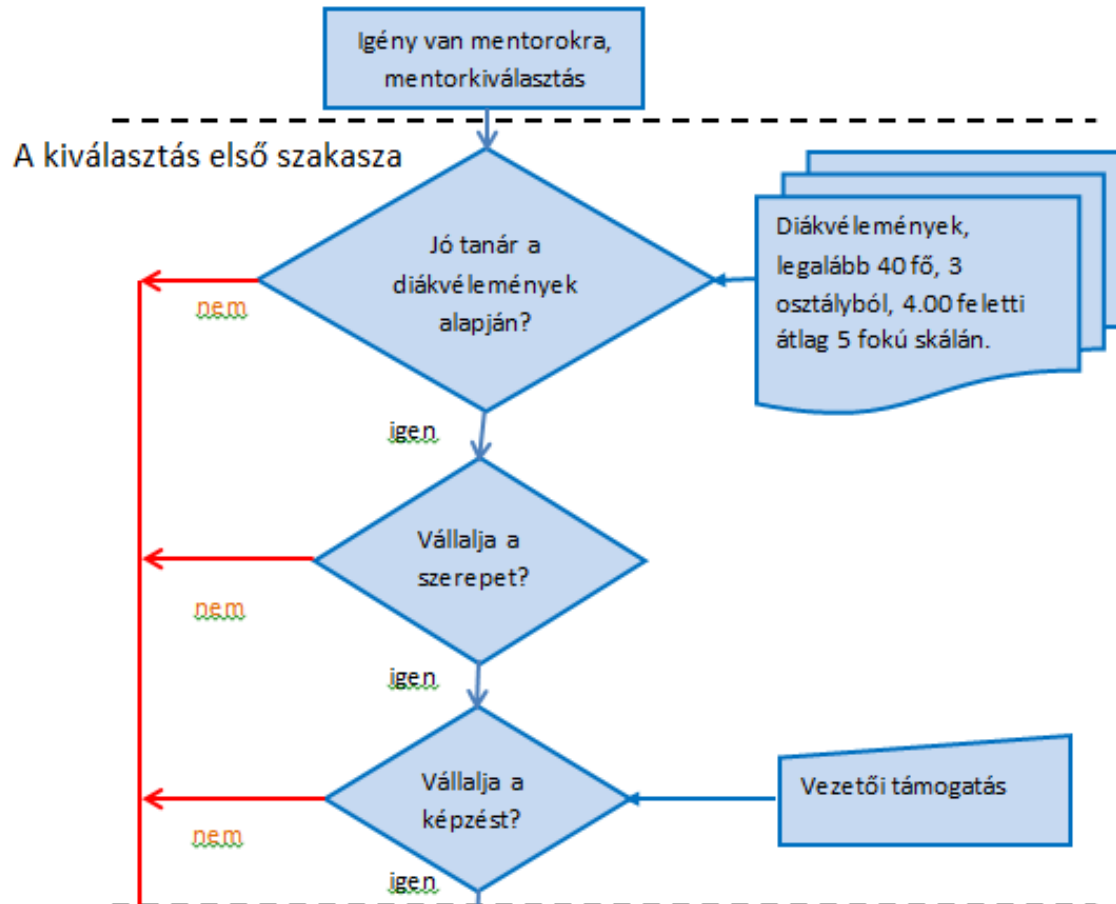 Igény van mentorokra,
mentorkiválasztás
A kiválasztás első szakasza
Jó tanár a
diákvélemények
alapján?
Diákvélemények,
legalább 40 fő, 3
osztályból, 4.00 feletti
átlag 5 fokú skálán.
nem
igen
Vállalja a
szerepet?
nem
igen
Vállalja a
képzést?
Vezetői támogatás
nem
igen